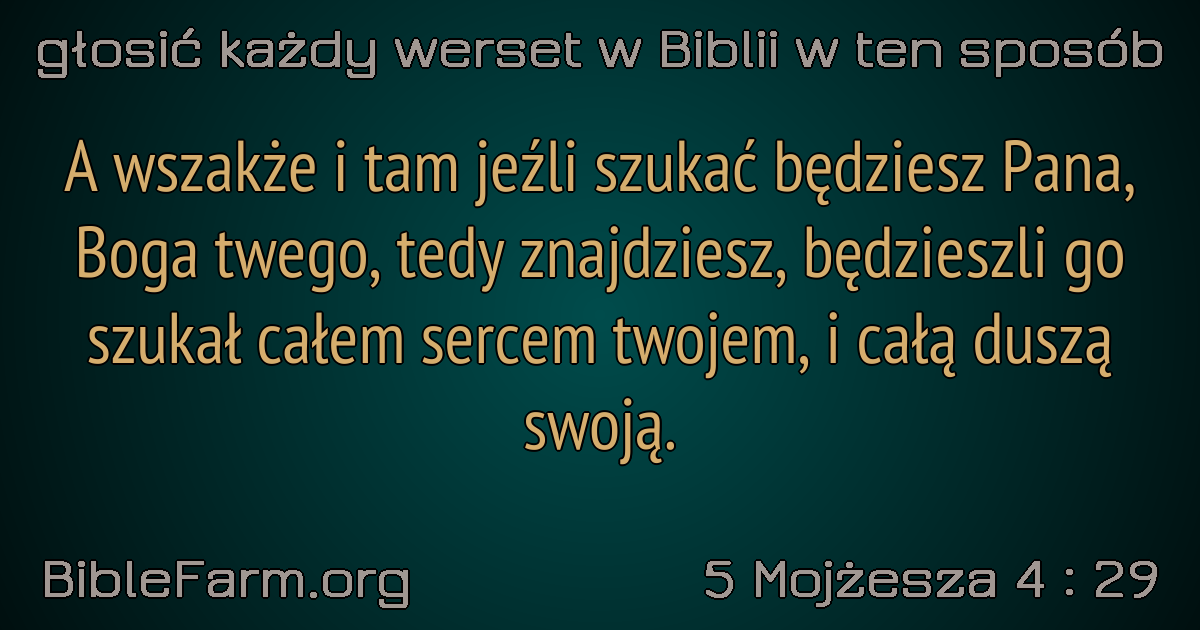 głosić każdy werset w Biblii w ten sposób
A wszakże i tam jeźli szukać będziesz Pana,
Boga twego, tedy znajdziesz, będzieszli go
szukał całem sercem twojem, i całą duszą
swoją.
BibleFarm.org
5 Mojżesza 4 : 29